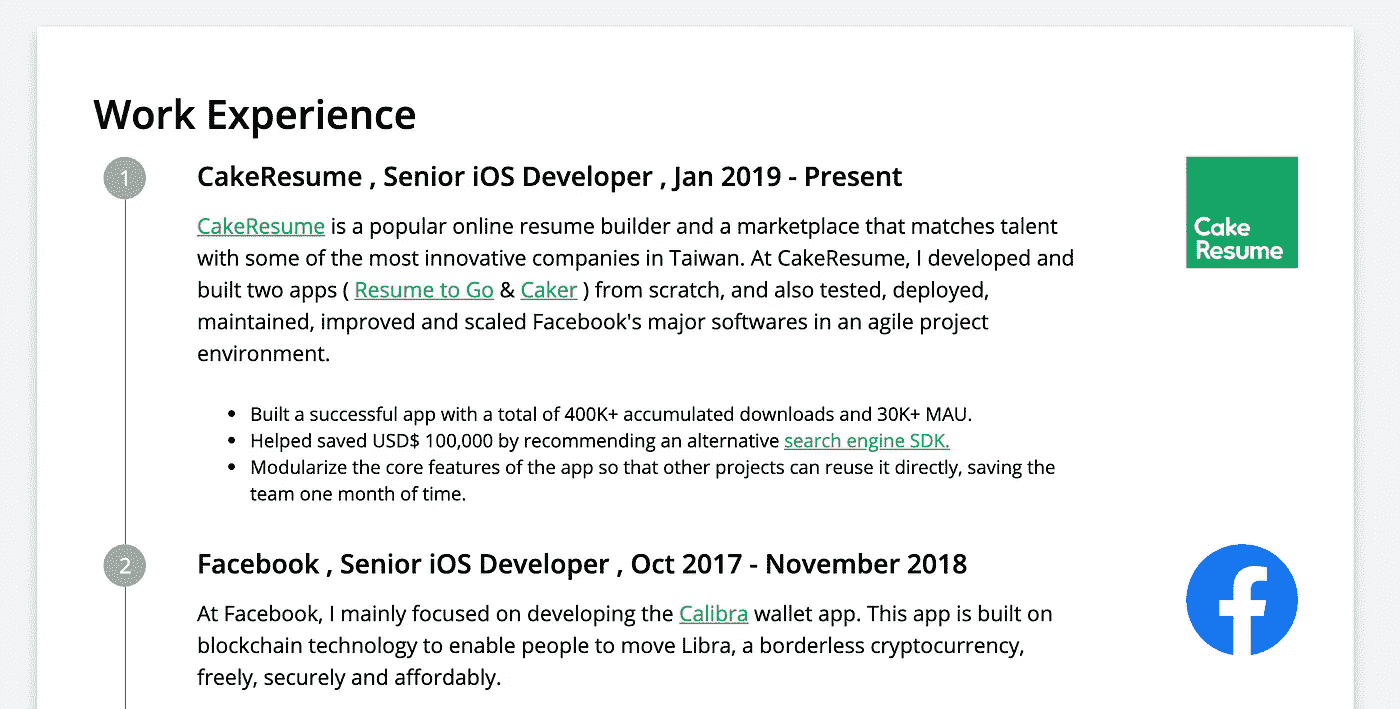 Work Experience
1
CakeResume , Senior iOS Developer , Jan 2019 - Present
CakeResume is a popular online resume builder and a marketplace that matches talent
with some of the most innovative companies in Taiwan. At CakeResume, I developed and
built two apps ( Resume to Go & Caker ) from scratch, and also tested, deployed,
maintained, improved and scaled Facebook's major softwares in an agile project
environment.
Cake
Resume
• Built a successful app with a total of 400K+ accumulated downloads and 30K+ MAU.
• Helped saved USD$ 100,000 by recommending an alternative search engine SDK.
• Modularize the core features of the app so that other projects can reuse it directly, saving the
team one month of time.
2
Facebook , Senior iOS Developer , Oct 2017 - November 2018
At Facebook, I mainly focused on developing the Calibra wallet app. This app is built on
blockchain technology to enable people to move Libra, a borderless cryptocurrency,
freely, securely and affordably.
f